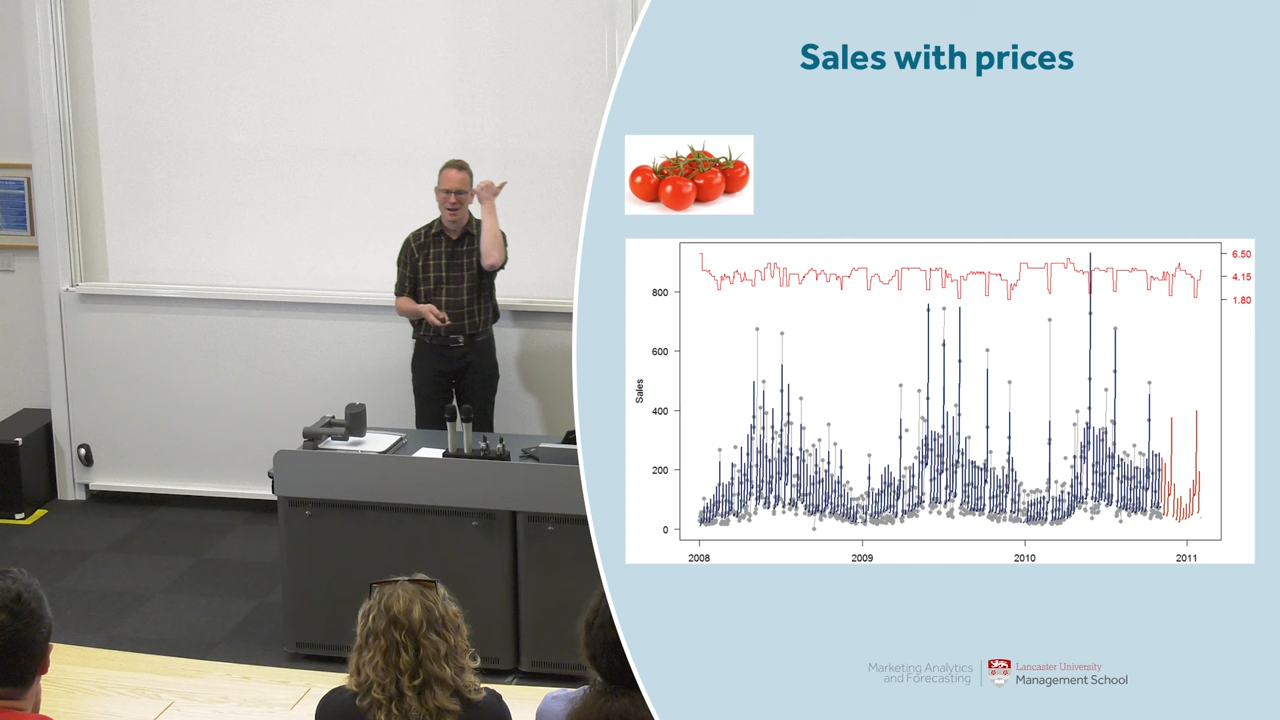 Sales with prices
6.50
4.15
1.80
800
600
400
200
0
Sales
2008
2009
2010
2011
Marketing Analytics
and Forecasting
Lancaster University
Management School